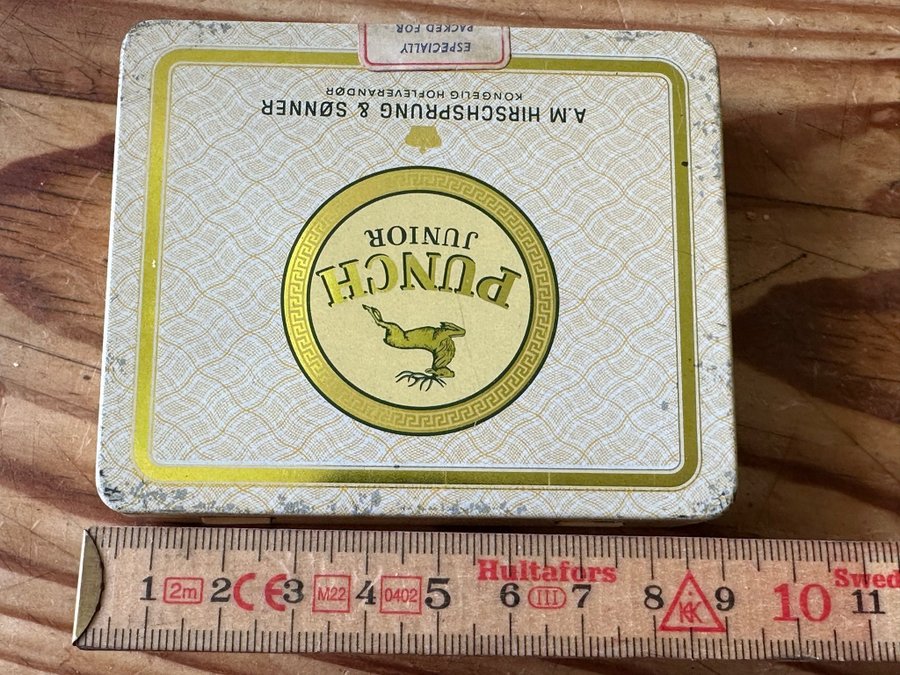 ESPECIALLY
PACKED FOR
A.M HIRSCHSPRUNG & SØNNER
KONGELIG HOFLEVERANDØR
PUNCH
JUNIOR
Hultafors
Swed
1 2m 2 CE 3 M22 4 0402 5 6 III 7 8 9 10 11